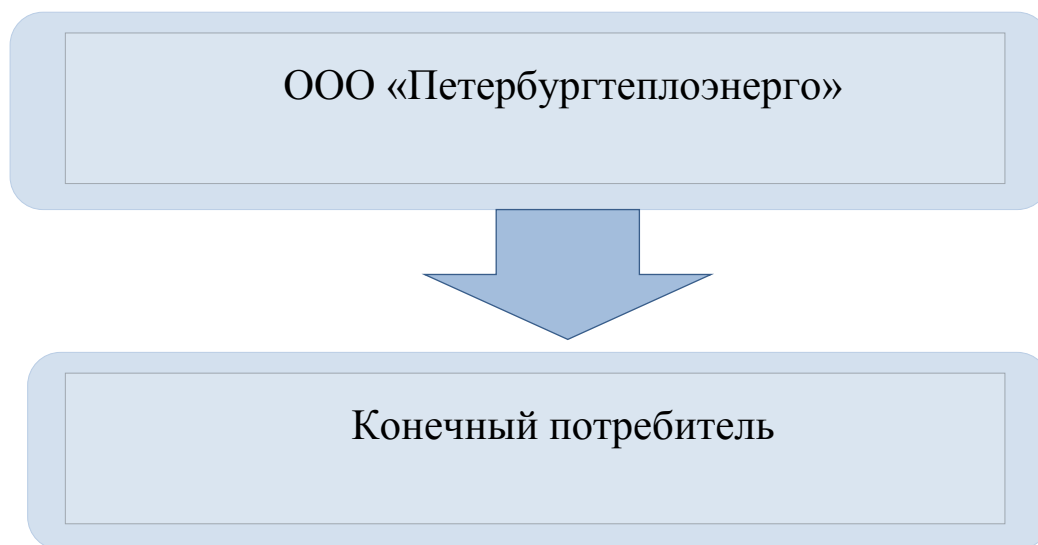 ООО «Петербургтеплоэнерго»
Конечный потребитель